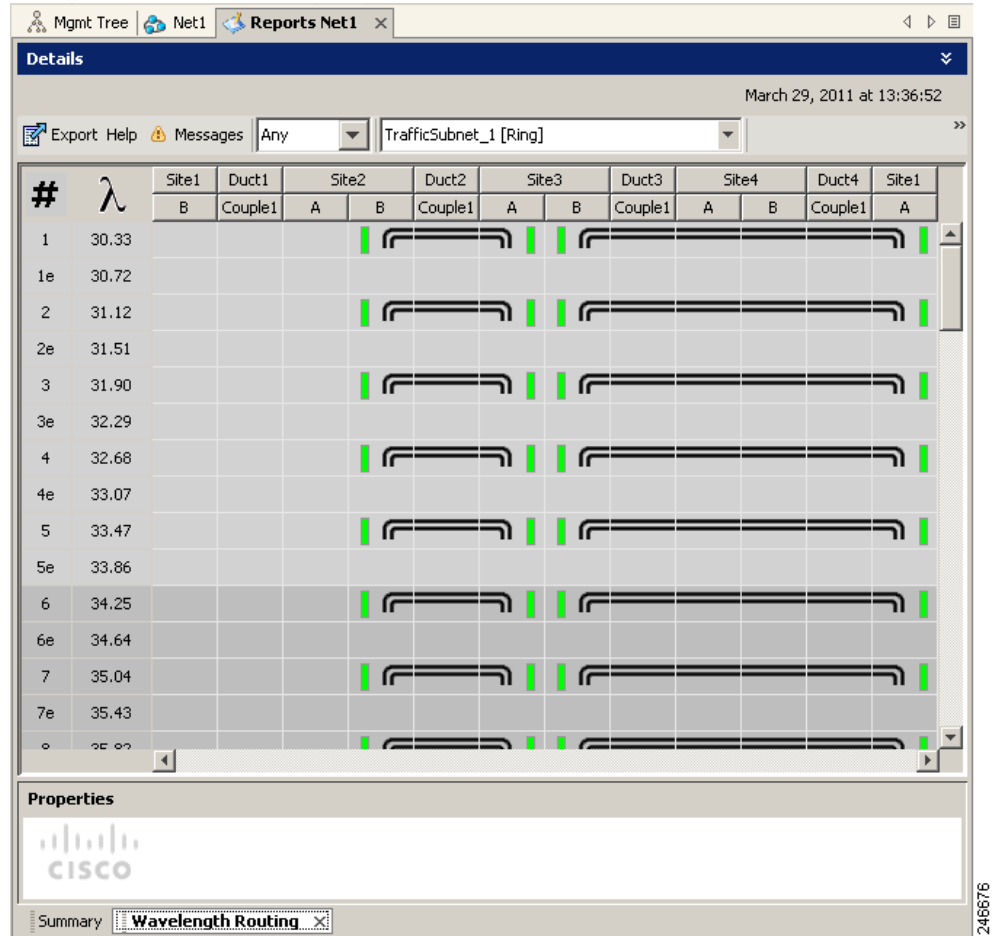 Mgmt Tree Net1 Reports Net1
Details
March 29, 2011 at 13:36:52
Export Help Messages Any TrafficSubnet_1 [Ring]
# λ Site1 Duct1 Site2 Duct2 Site3 Duct3 Site4 Duct4 Site1
B Couple1 A B Couple1 A B Couple1 A B Couple1 A
1 30.33
1e 30.72
2 31.12
2e 31.51
3 31.90
3e 32.29
4 32.68
4e 33.07
5 33.47
5e 33.86
6 34.25
6e 34.64
7 35.04
7e 35.43
8 35.82
Properties
CISCO
Summary Wavelength Routing
246676